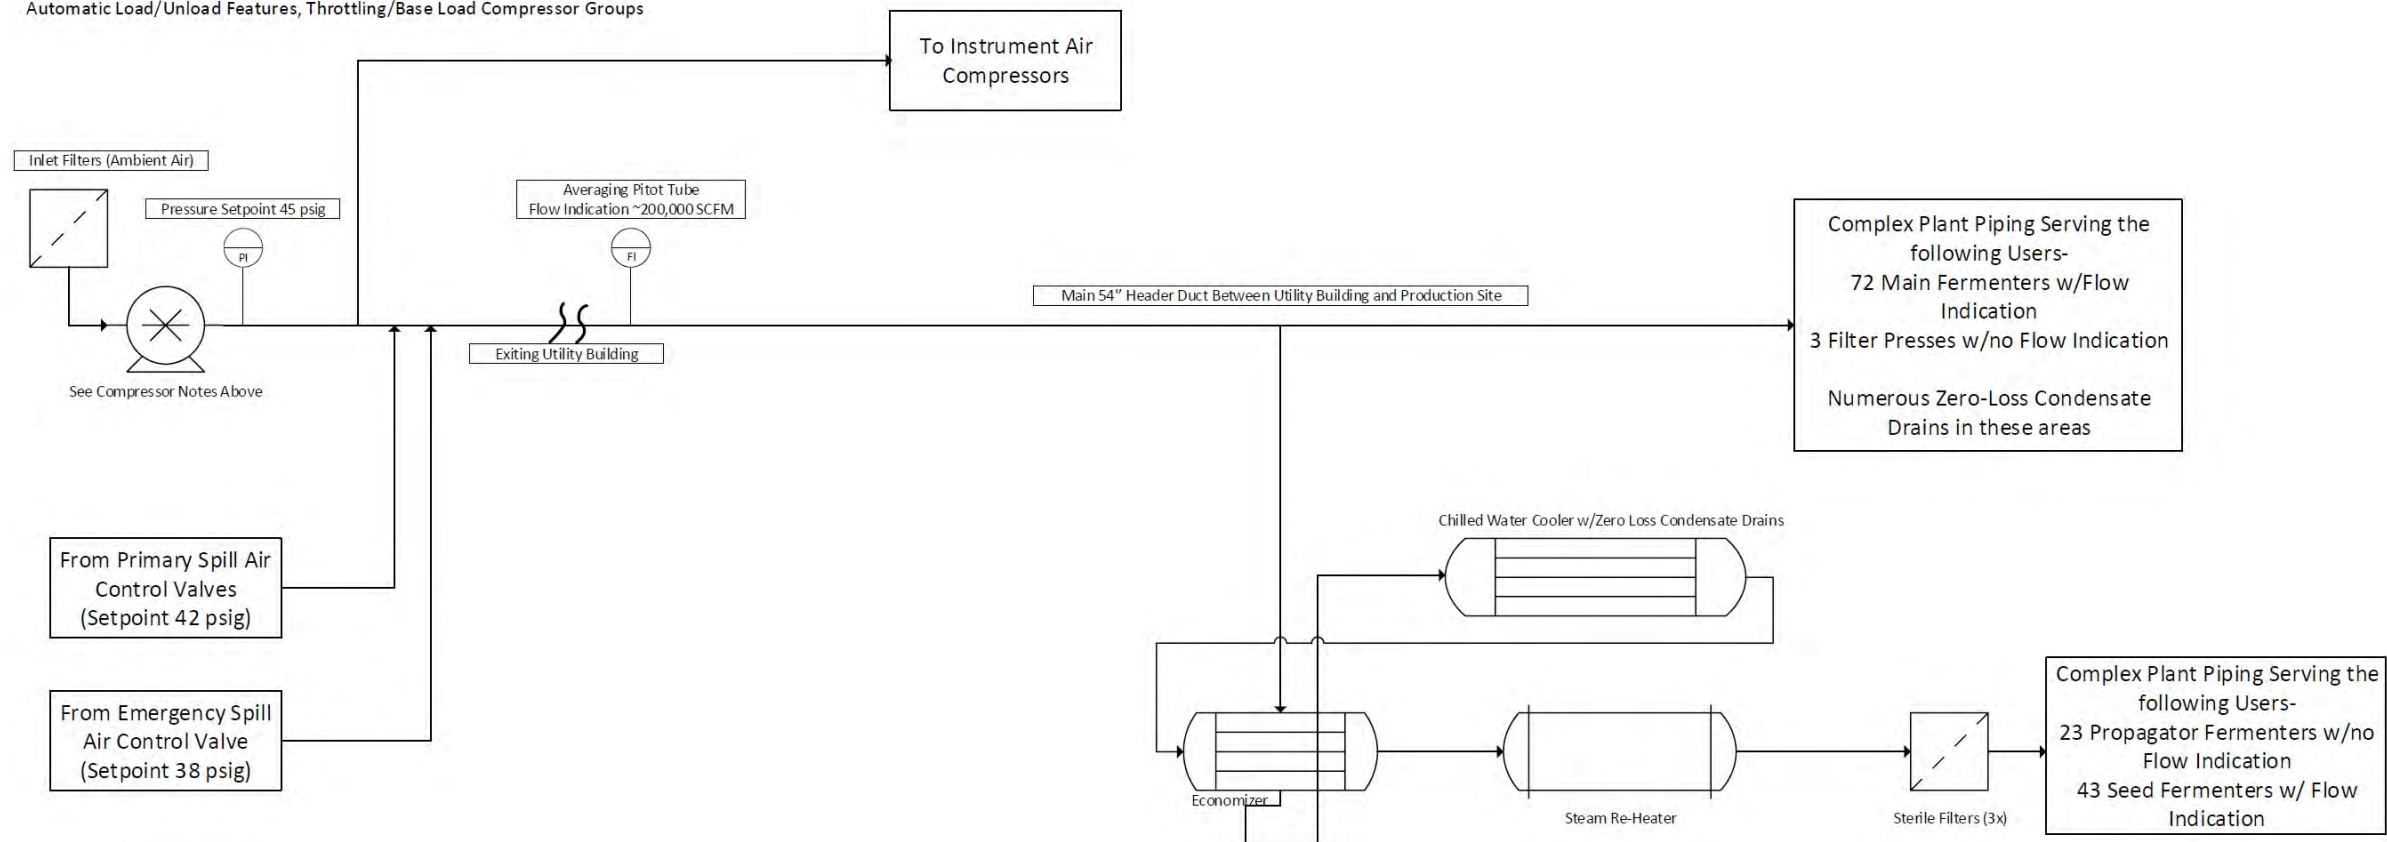 Automatic Load/Unload Features, Throttling/Base Load Compressor Groups
To Instrument Air
Compressors
Inlet Filters (Ambient Air)
Pressure Setpoint 45 psig
PI
Averaging Pitot Tube
Flow Indication ~200,000 SCFM
FI
Main 54" Header Duct Between Utility Building and Production Site
Exiting Utility Building
See Compressor Notes Above
Complex Plant Piping Serving the
following Users-
72 Main Fermenters w/Flow
Indication
3 Filter Presses w/no Flow Indication
Numerous Zero-Loss Condensate
Drains in these areas
From Primary Spill Air
Control Valves
(Setpoint 42 psig)
From Emergency Spill
Air Control Valve
(Setpoint 38 psig)
Chilled Water Cooler w/Zero Loss Condensate Drains
Economizer
Steam Re-Heater
Sterile Filters (3x)
Complex Plant Piping Serving the
following Users-
23 Propagator Fermenters w/no
Flow Indication
43 Seed Fermenters w/ Flow
Indication